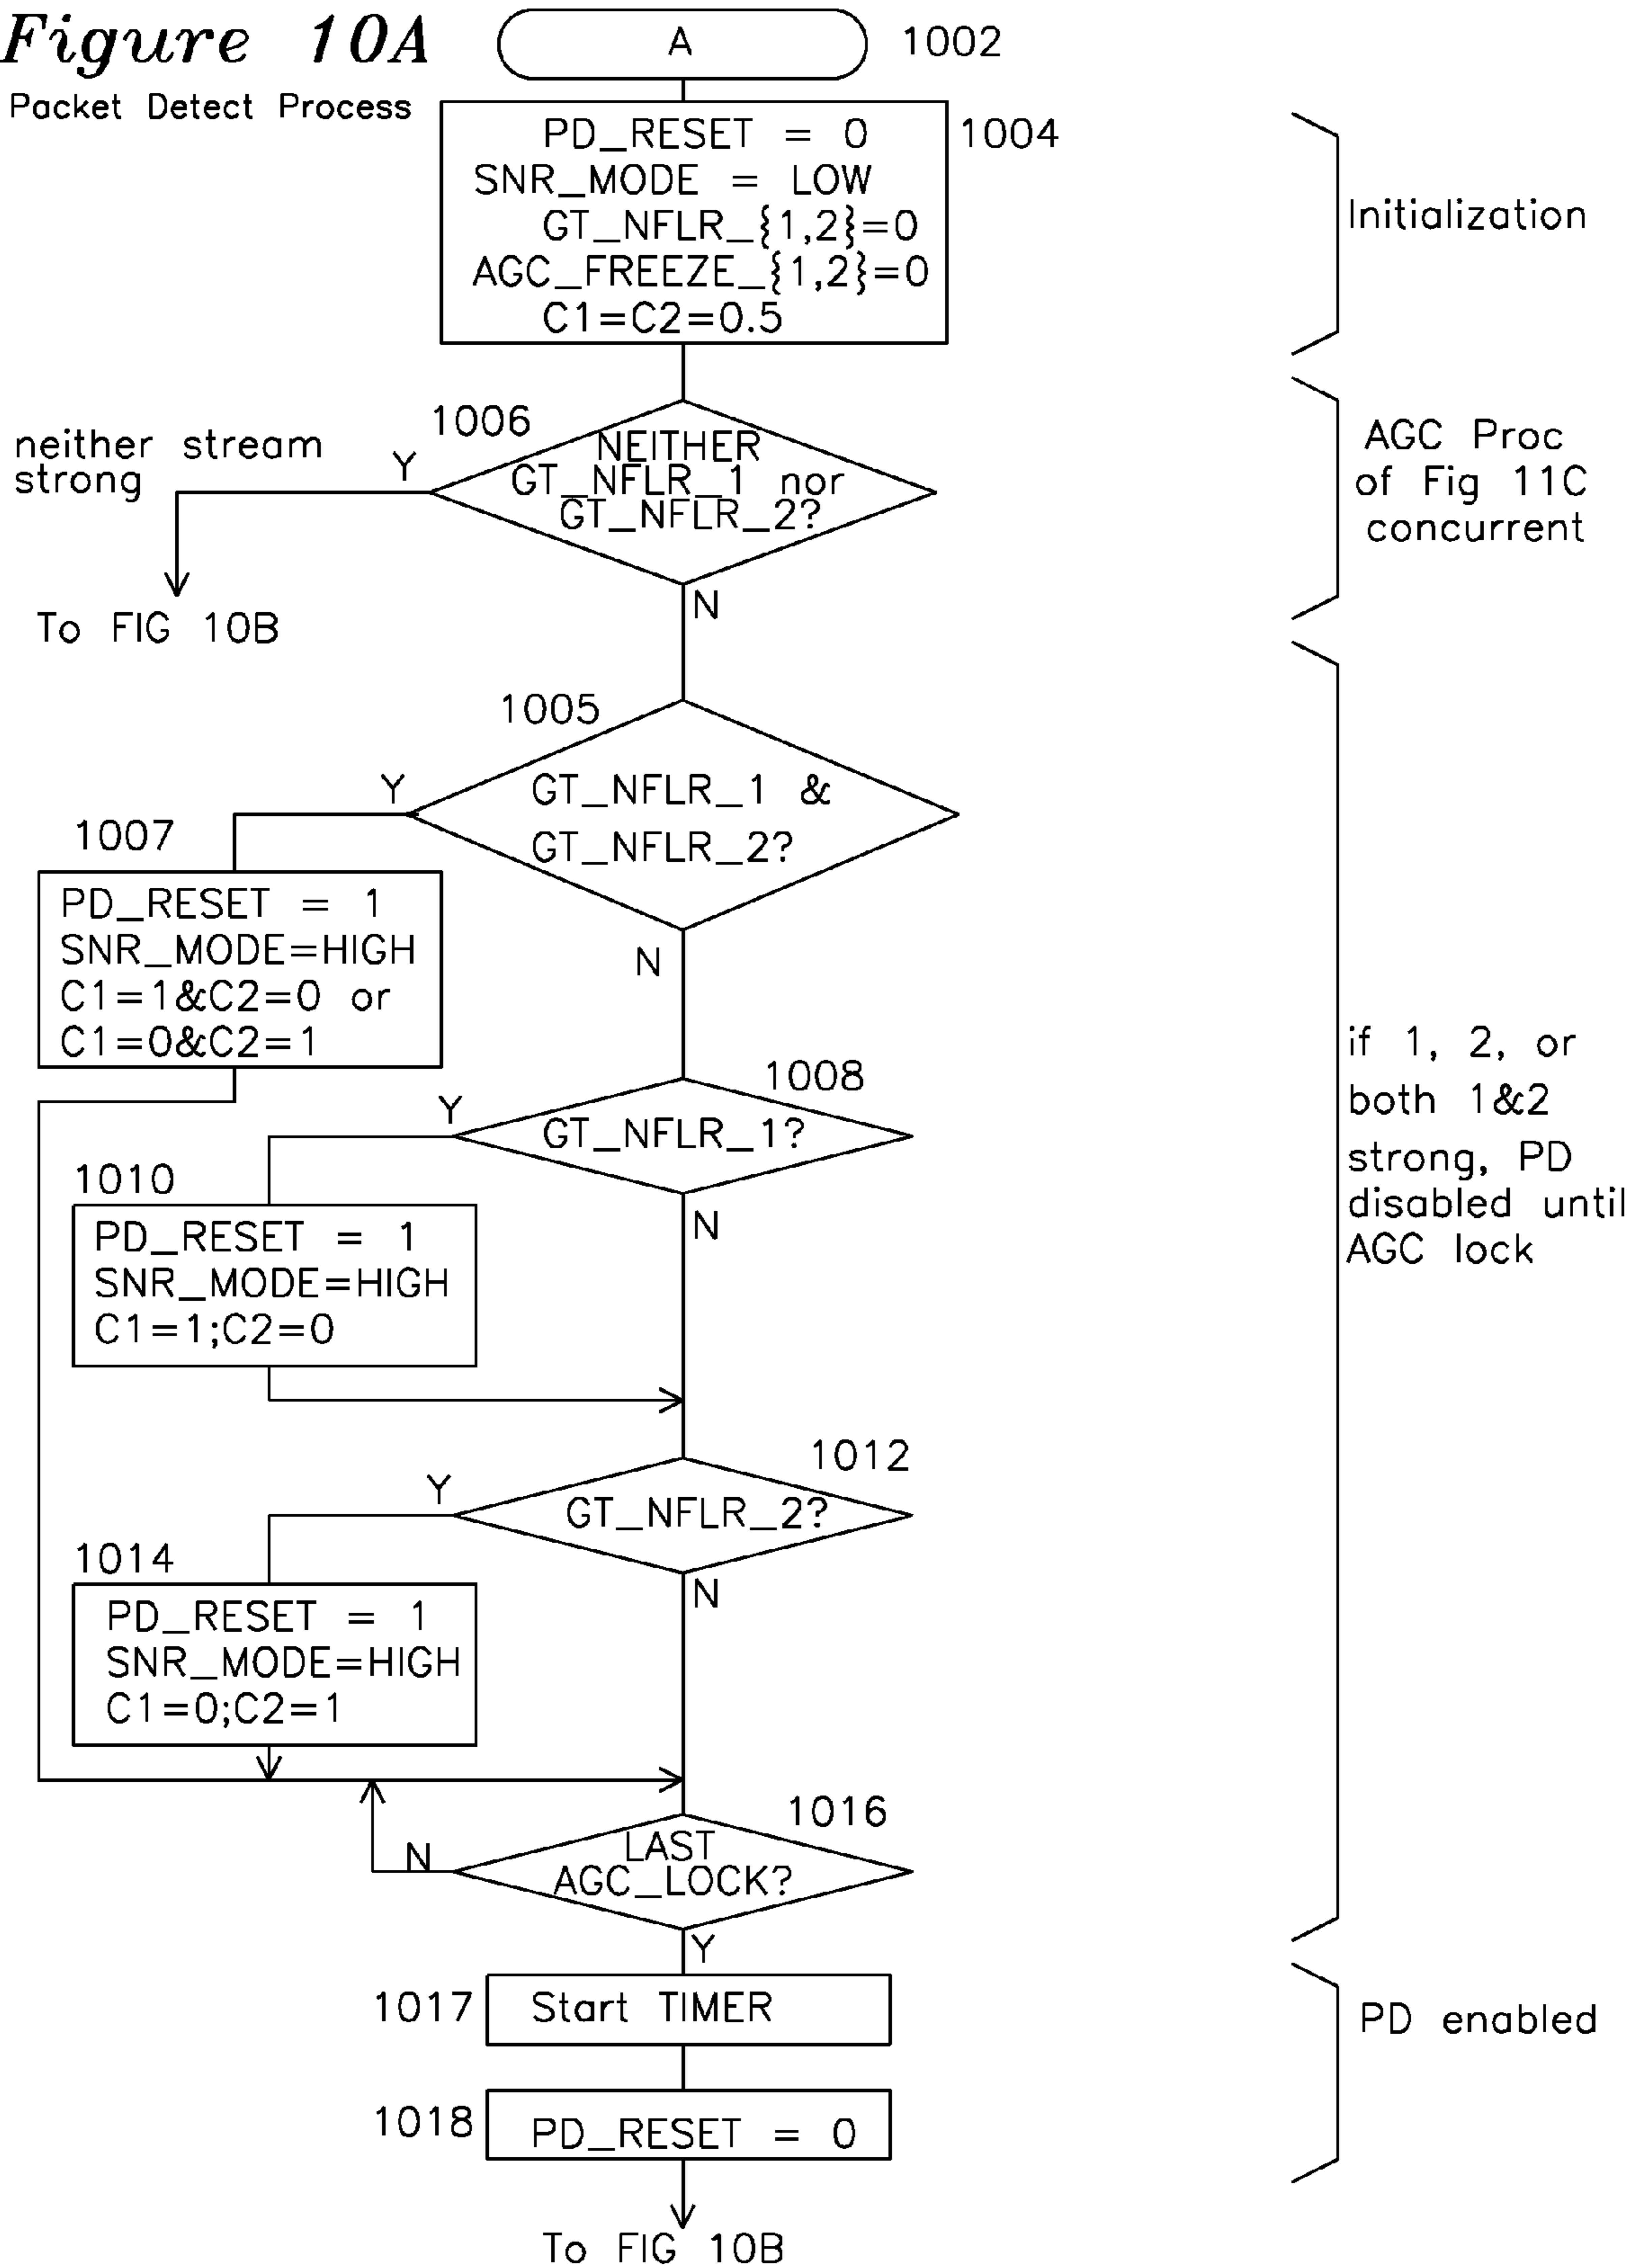 Figure 10A
Packet Detect Process
A
1002
PD_RESET = 0
SNR_MODE = LOW
GT_NFLR_{1,2}=0
AGC_FREEZE_{1,2}=0
C1=C2=0.5
1004
Initialization
1006
NEITHER
GT_NFLR_1 nor
GT_NFLR_2?
Y
neither stream
strong
To FIG 10B
N
AGC Proc
of Fig 11C
concurrent
1005
GT_NFLR_1 &
GT_NFLR_2?
Y
N
1007
PD_RESET = 1
SNR_MODE=HIGH
C1=1&C2=0 or
C1=0&C2=1
1008
GT_NFLR_1?
Y
N
1010
PD_RESET = 1
SNR_MODE=HIGH
C1=1;C2=0
if 1, 2, or
both 1&2
strong, PD
disabled until
AGC lock
1012
GT_NFLR_2?
Y
N
1014
PD_RESET = 1
SNR_MODE=HIGH
C1=0;C2=1
1016
LAST
AGC_LOCK?
N
Y
1017
Start TIMER
1018
PD_RESET = 0
PD enabled
To FIG 10B